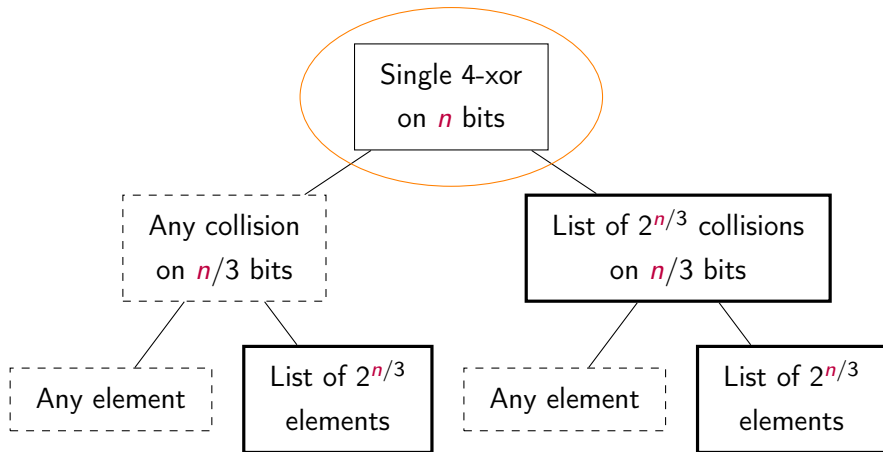 Single 4-xor
on n bits
Any collision
on n/3 bits
List of 2^{n/3} collisions
on n/3 bits
Any element
List of 2^{n/3}
elements
Any element
List of 2^{n/3}
elements